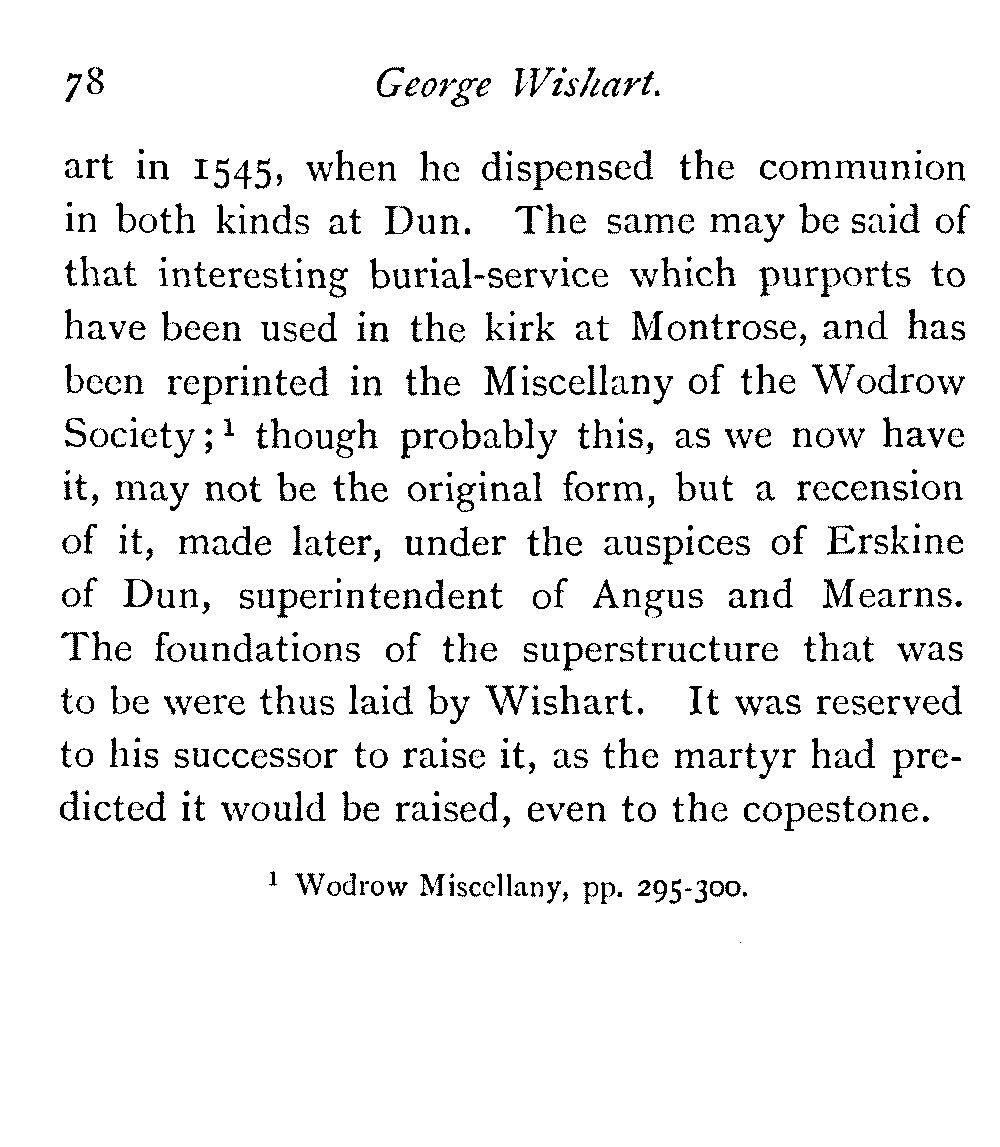 78 George Wishart.
art in 1545, when he dispensed the communion
in both kinds at Dun. The same may be said of
that interesting burial-service which purports to
have been used in the kirk at Montrose, and has
been reprinted in the Miscellany of the Wodrow
Society;¹ though probably this, as we now have
it, may not be the original form, but a recension
of it, made later, under the auspices of Erskine
of Dun, superintendent of Angus and Mearns.
The foundations of the superstructure that was
to be were thus laid by Wishart. It was reserved
to his successor to raise it, as the martyr had pre-
dicted it would be raised, even to the copestone.
¹ Wodrow Miscellany, pp. 295-300.